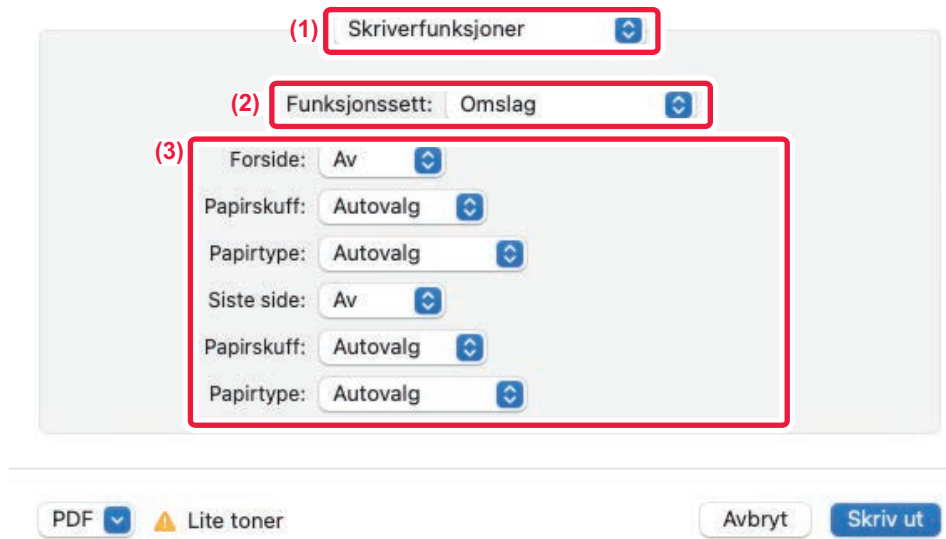 (1) Skriverfunksjoner
(2) Funksjonssett: Omslag
(3) Forside: Av
Papirskuff: Autovalg
Papirtype: Autovalg
Siste side: Av
Papirskuff: Autovalg
Papirtype: Autovalg
PDF Lite toner Avbryt Skriv ut